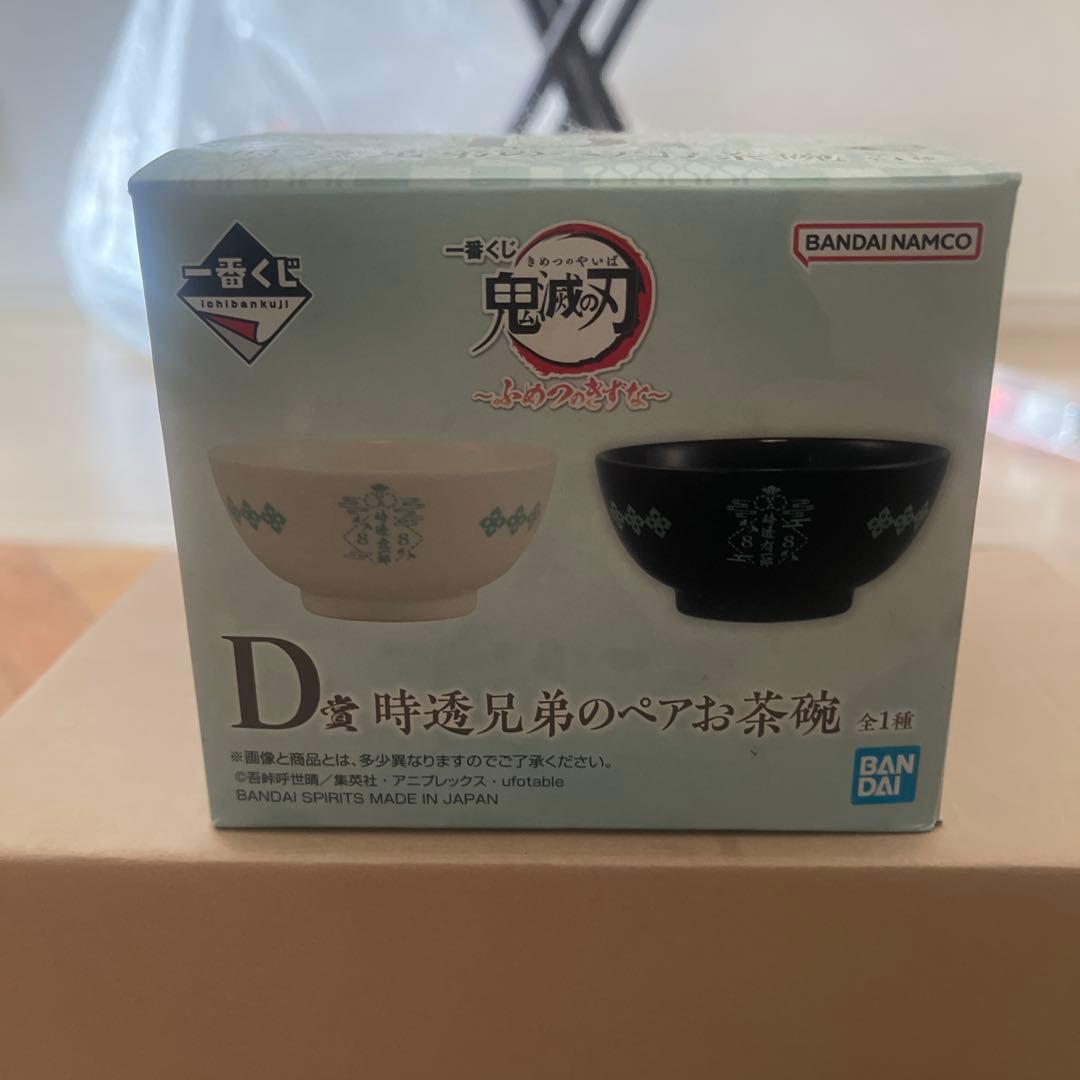 一番くじ
ichibankuji
一番くじ
きめつのやいば
鬼滅の刃
～ふめつのきずな～
BANDAI NAMCO
D賞 時透兄弟のペアお茶碗 全1種
※画像と商品とは、多少異なりますのでご了承ください。
©吾峠呼世晴／集英社・アニプレックス・ufotable
BANDAI SPIRITS MADE IN JAPAN
BAN
DAI